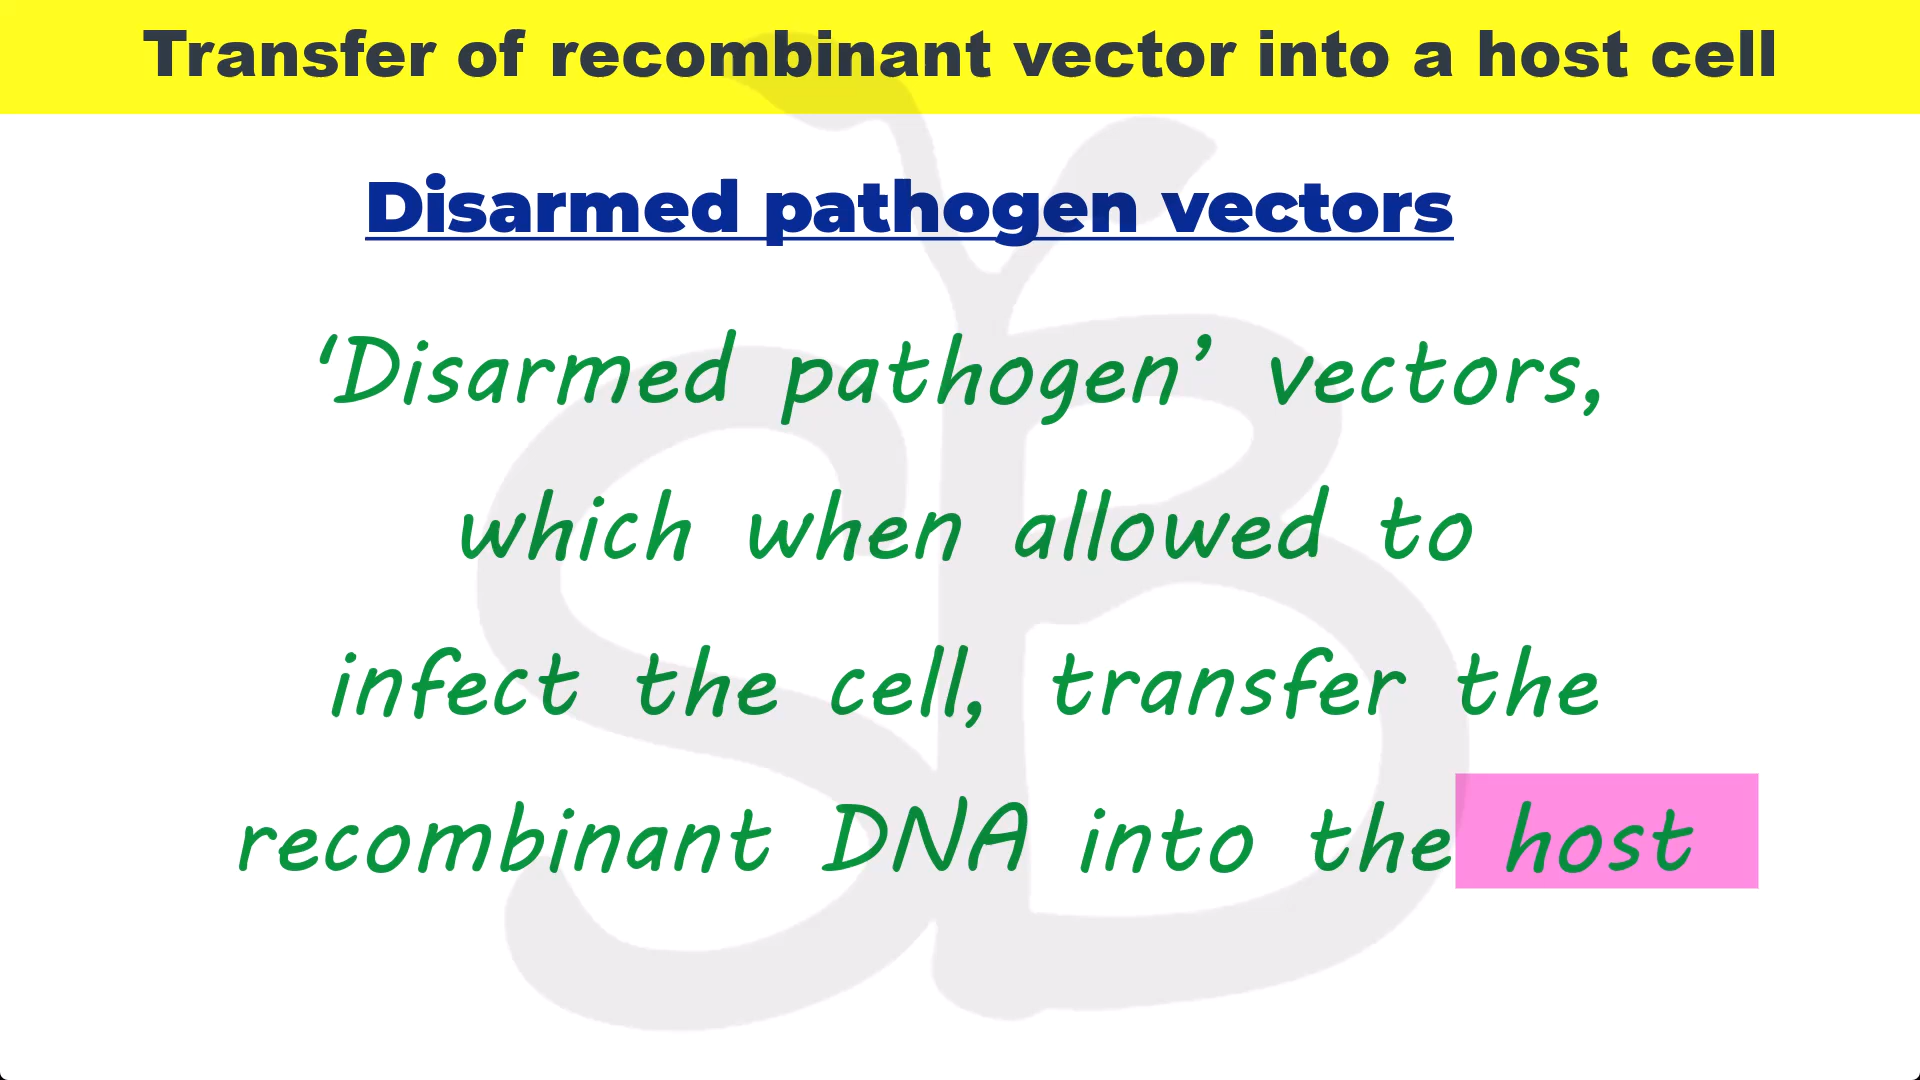 Transfer of recombinant vector into a host cell
Disarmed pathogen vectors
‘Disarmed pathogen’ vectors,
which when allowed to
infect the cell, transfer the
recombinant DNA into the host
SB